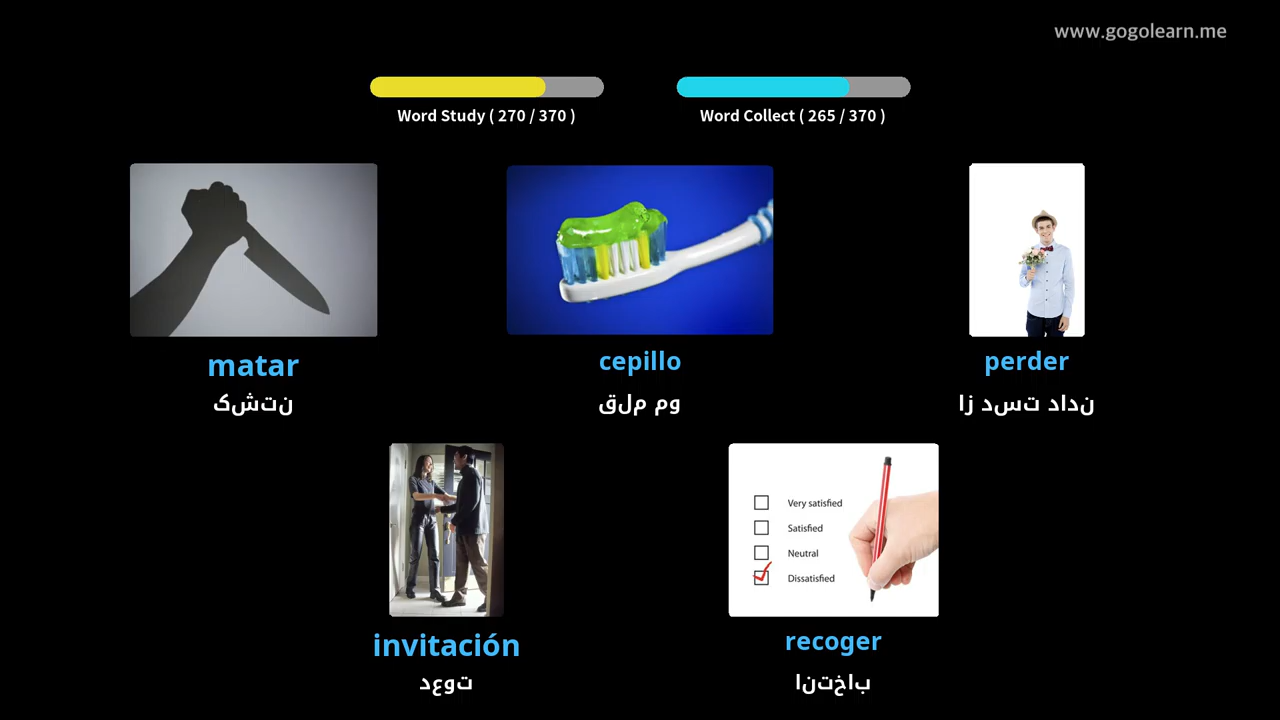 www.gogolearn.me
Word Study ( 270 / 370 )
Word Collect ( 265 / 370 )
matar
نتشک
cepillo
وم ملق
perder
نداد تسد زا
Very satisfied
Satisfied
Neutral
Dissatisfied
invitación
توعد
recoger
باختنا